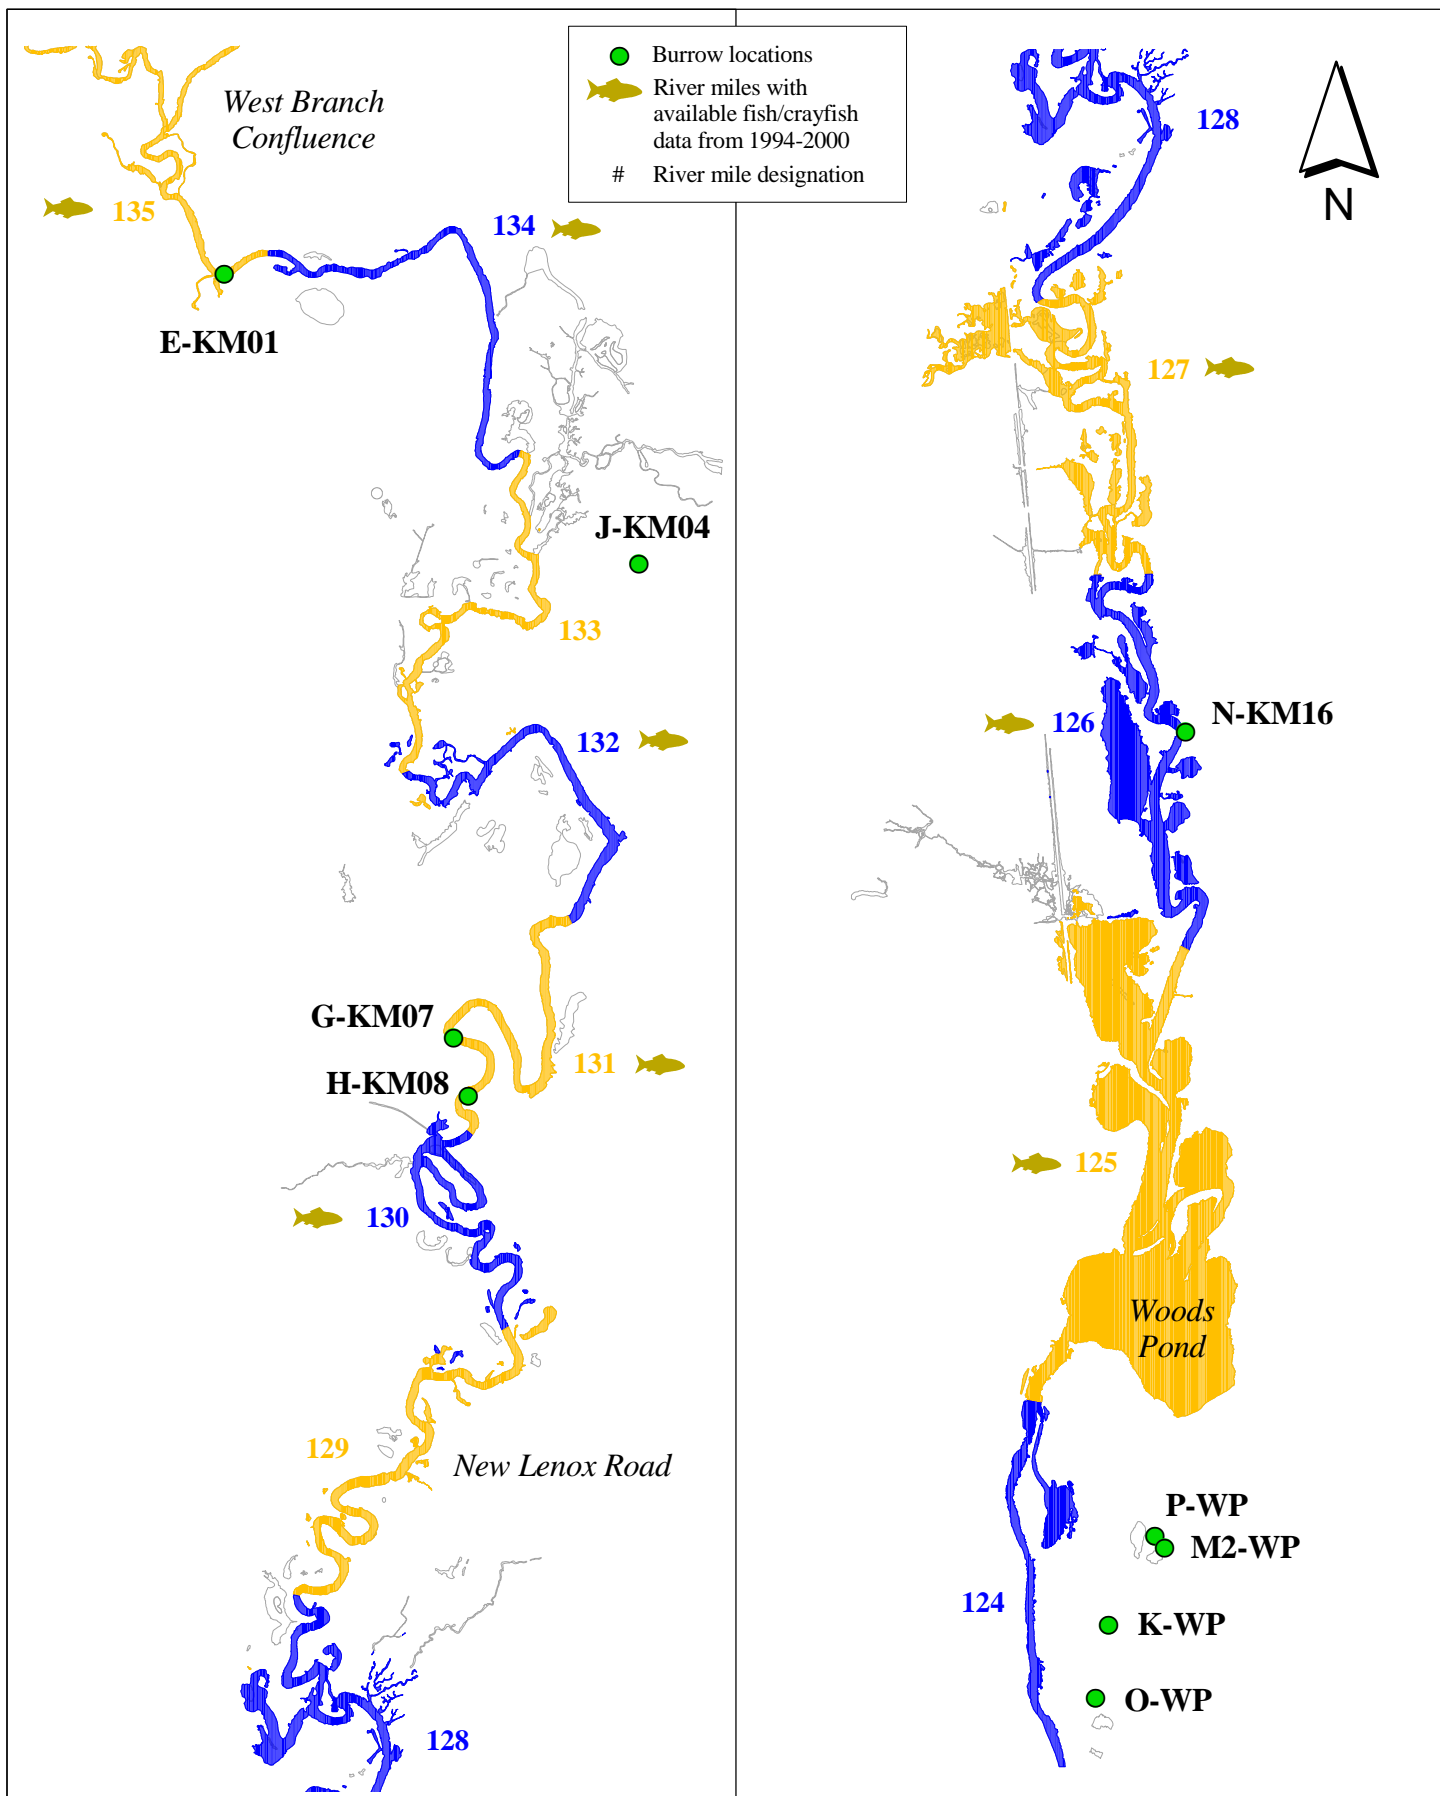 Burrow locations
River miles with
available fish/crayfish
data from 1994-2000
# River mile designation
West Branch
Confluence
135
134
E-KM01
J-KM04
133
132
G-KM07
131
H-KM08
130
129
New Lenox Road
128
128
N
127
126
N-KM16
125
Woods
Pond
P-WP
M2-WP
124
K-WP
O-WP